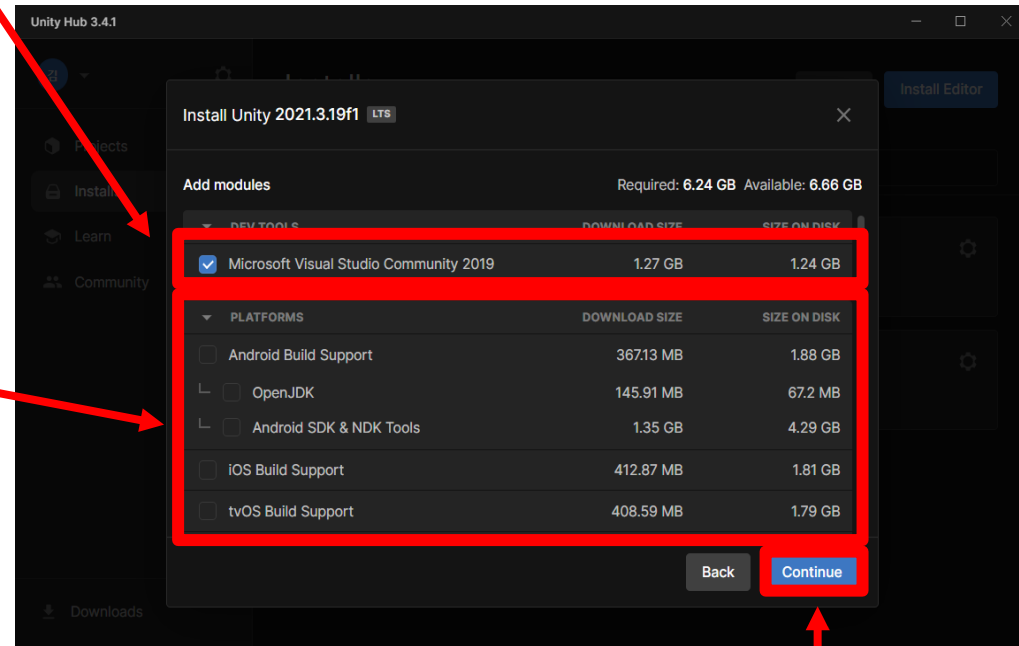 Unity Hub 3.4.1
김
Install Editor
Install Unity 2021.3.19f1 LTS
Projects
Add modules Required: 6.24 GB Available: 6.66 GB
Installs
DEV TOOLS DOWNLOAD SIZE SIZE ON DISK
Learn
Microsoft Visual Studio Community 2019 1.27 GB 1.24 GB
Community
PLATFORMS DOWNLOAD SIZE SIZE ON DISK
Android Build Support 367.13 MB 1.88 GB
OpenJDK 145.91 MB 67.2 MB
Android SDK & NDK Tools 1.35 GB 4.29 GB
iOS Build Support 412.87 MB 1.81 GB
tvOS Build Support 408.59 MB 1.79 GB
Back Continue
Downloads